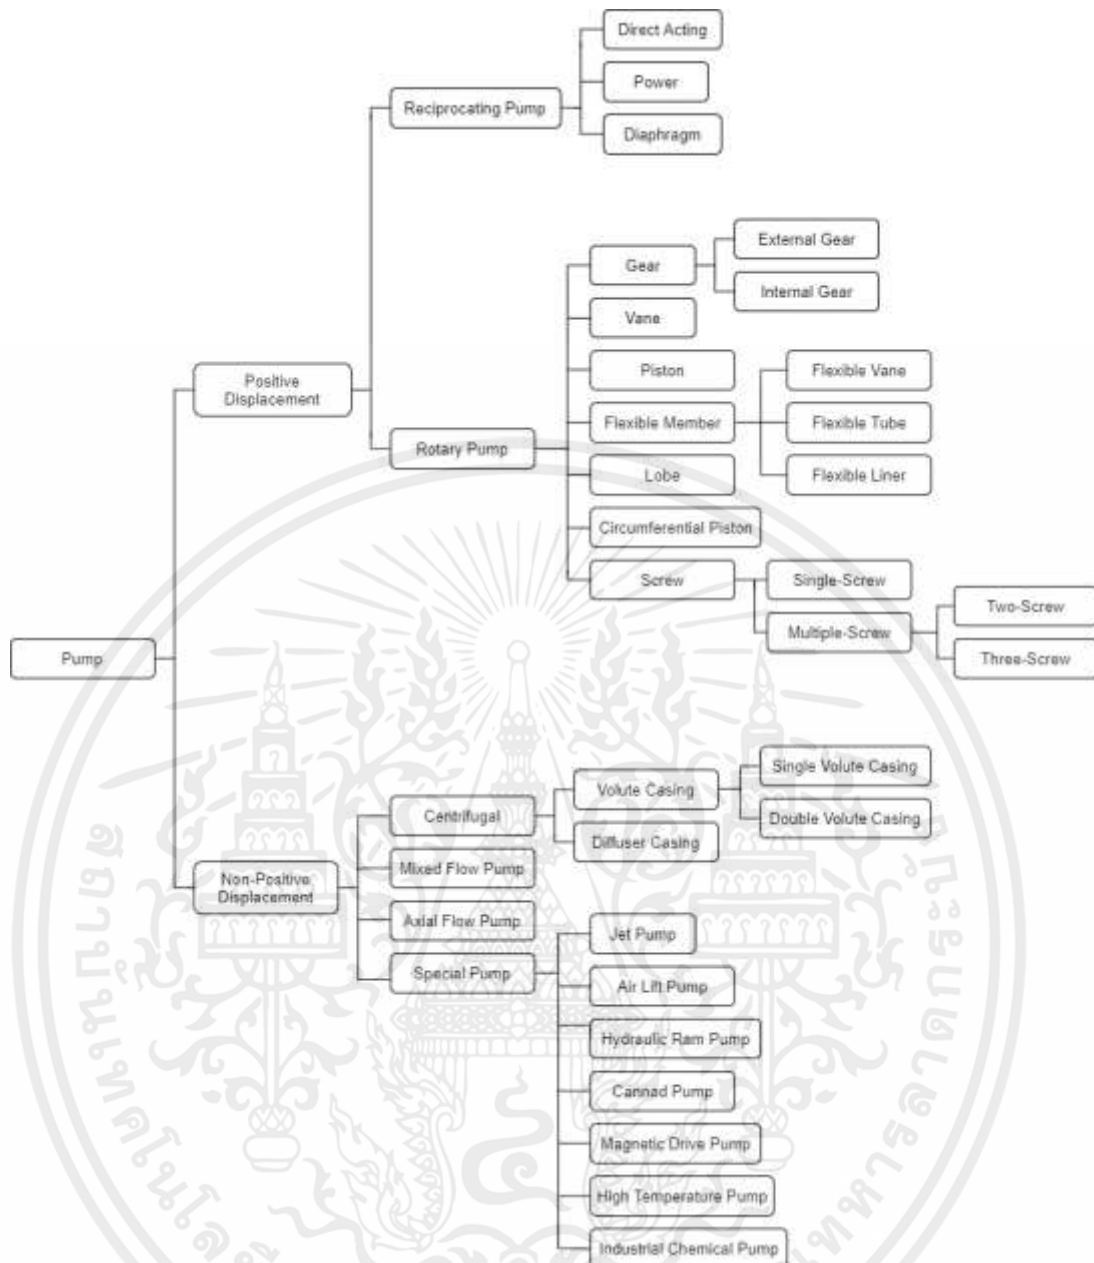 Direct Acting
Power
Reciprocating Pump
Diaphragm
External Gear
Gear
Internal Gear
Vane
Positive
Displacement
Piston
Flexible Vane
Flexible Member
Flexible Tube
Rotary Pump
Lobe
Flexible Liner
Circumferential Piston
Screw
Single-Screw
Multiple-Screw
Two-Screw
Three-Screw
Pump
Single Volute Casing
Volute Casing
Centrifugal
Double Volute Casing
Diffuser Casing
Mixed Flow Pump
Non-Positive
Displacement
Axial Flow Pump
Jet Pump
Special Pump
Air Lift Pump
Hydraulic Ram Pump
Cannad Pump
Magnetic Drive Pump
High Temperature Pump
Industrial Chemical Pump